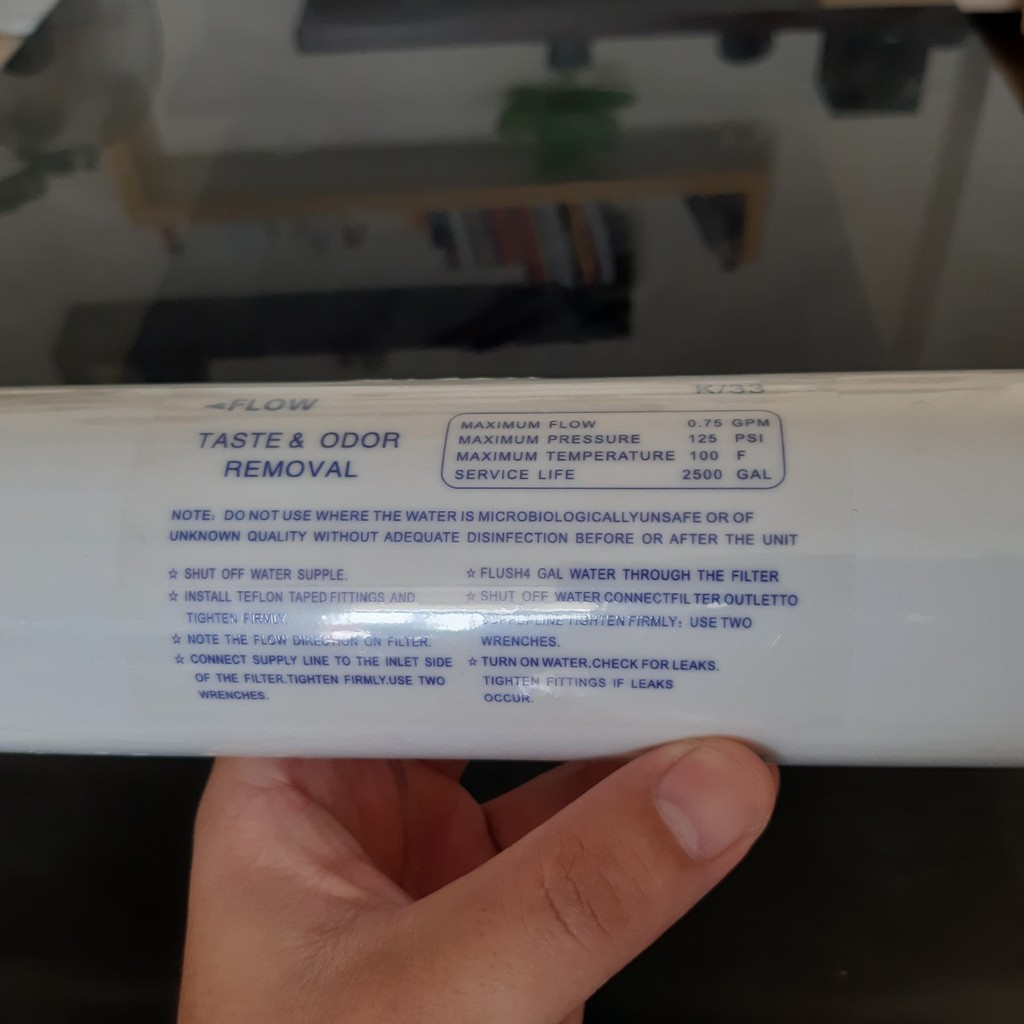 <FLOW
K/33
TASTE & ODOR
REMOVAL
MAXIMUM FLOW 0.75 GPM
MAXIMUM PRESSURE 125 PSI
MAXIMUM TEMPERATURE 100 F
SERVICE LIFE 2500 GAL
NOTE: DO NOT USE WHERE THE WATER IS MICROBIOLOGICALLYUNSAFE OR OF
UNKNOWN QUALITY WITHOUT ADEQUATE DISINFECTION BEFORE OR AFTER THE UNIT
☆ SHUT OFF WATER SUPPLE.
☆ INSTALL TEFLON TAPED FITTINGS AND
TIGHTEN FIRMLY.
☆ NOTE THE FLOW DIRECTION ON FILTER.
☆ CONNECT SUPPLY LINE TO THE INLET SIDE
OF THE FILTER.TIGHTEN FIRMLY.USE TWO
WRENCHES.
☆ FLUSH4 GAL WATER THROUGH THE FILTER
☆ SHUT OFF WATER.CONNECTFIL TER OUTLETTO
TIGHTEN FIRMLY: USE TWO
WRENCHES.
☆ TURN ON WATER.CHECK FOR LEAKS.
TIGHTEN FITTINGS IF LEAKS
OCCUR.